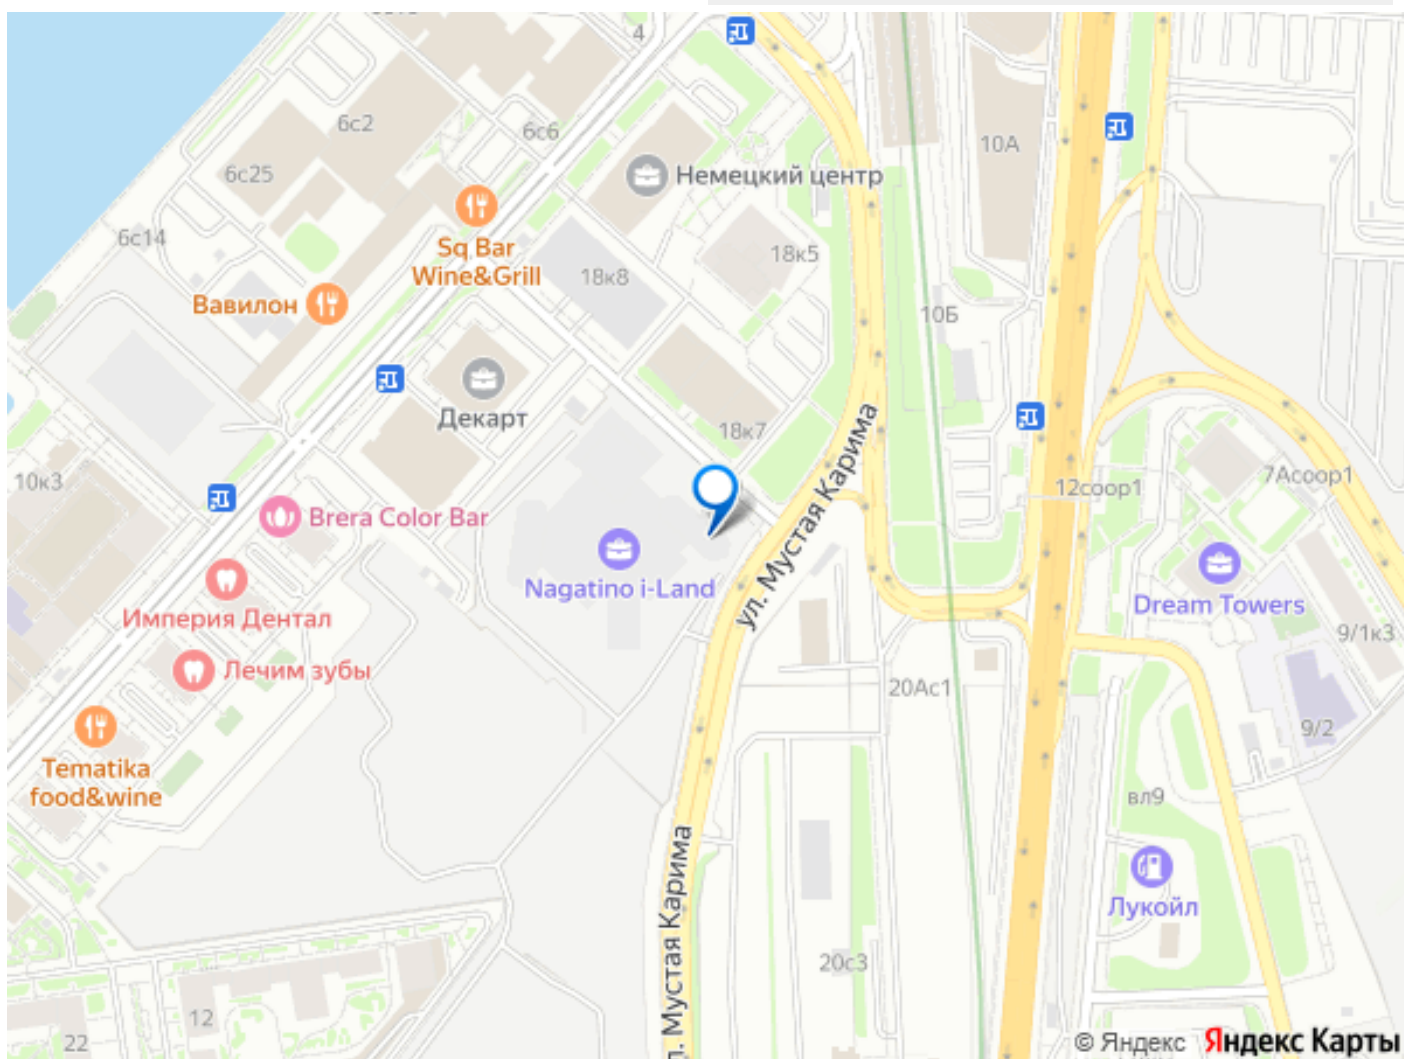 4
6с2
6с6
10А
Немецкий центр
6с25
6с14
Sq Bar
Wine&Grill
18к5
18к8
Вавилон
10Б
Декарт
18к7
ул. Мустая Карима
10к3
7Асоор1
12соор1
Brera Color Bar
Nagatino i-Land
Империя Дентал
Dream Towers
9/1к3
Лечим зубы
20Ас1
9/2
Tematika
food&wine
вл9
ул. Мустая Карима
Лукойл
20с3
12
22
© Яндекс Яндекс Карты